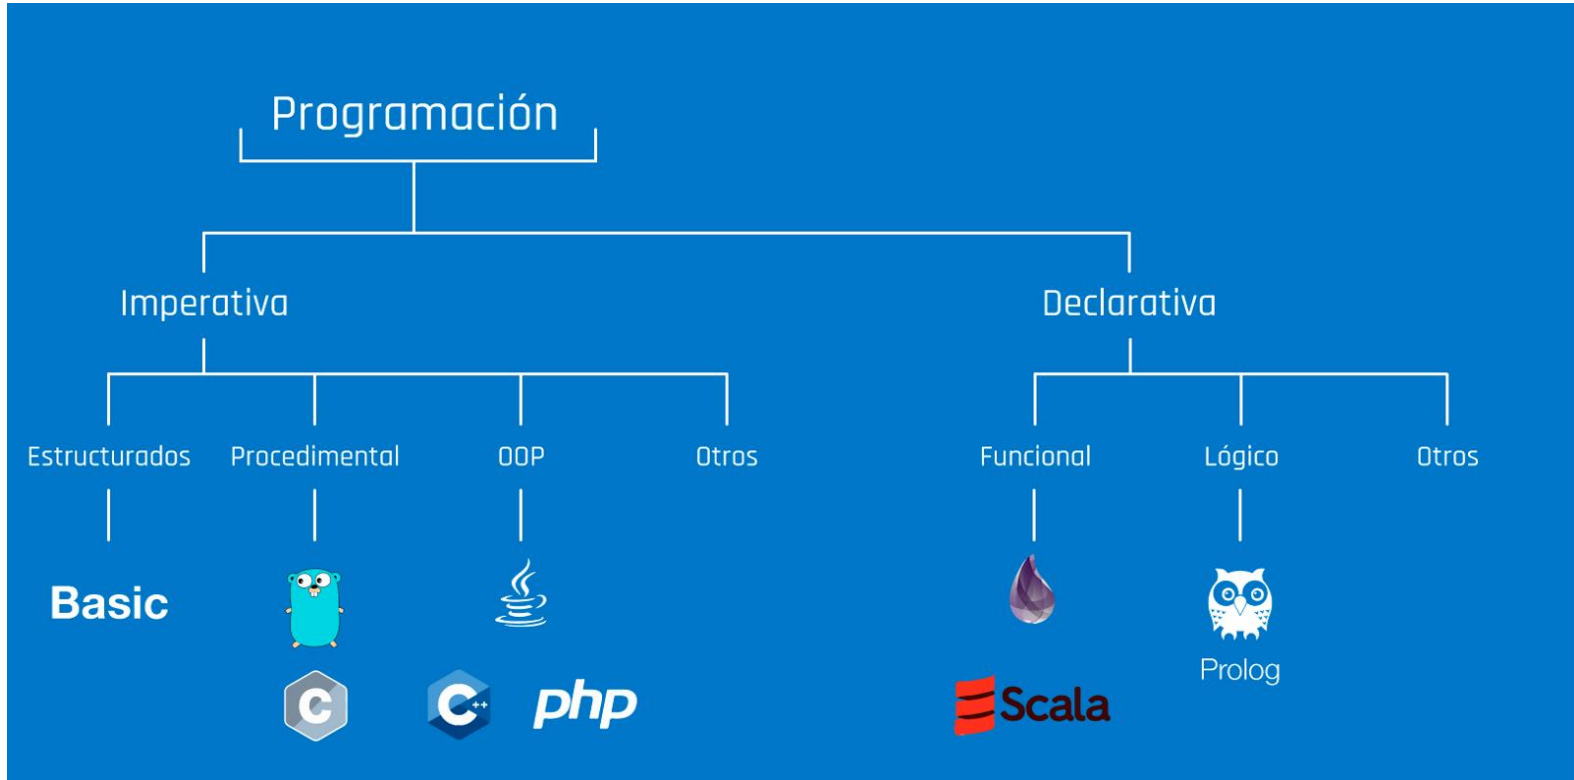 Programación
Imperativa
Declarativa
Estructurados
Procedimental
OOP
Otros
Funcional
Lógico
Otros
Basic
C
C++
php
Scala
Prolog